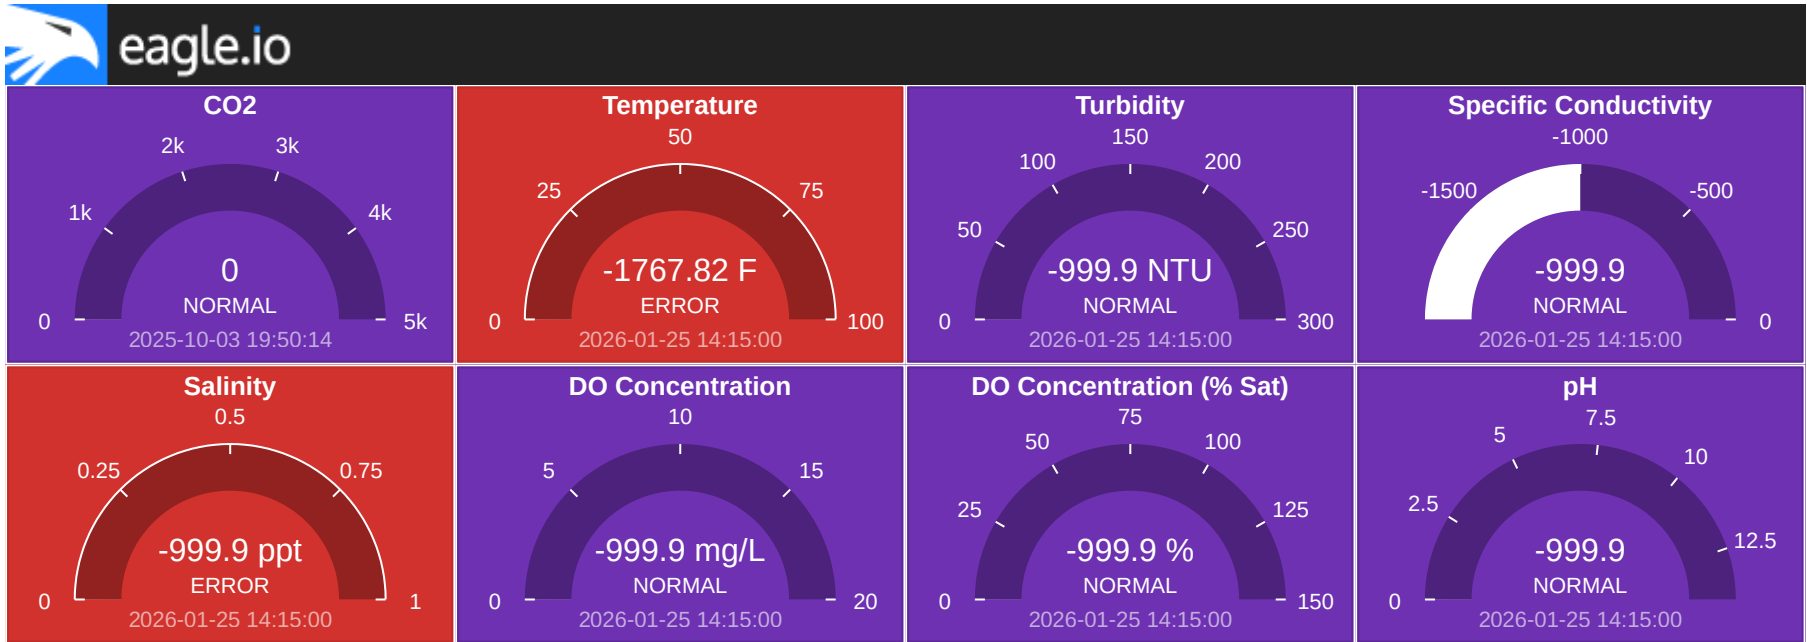 eagle.io
CO2
2k
3k
1k
4k
0
NORMAL
0
5k
2025-10-03 19:50:14
Temperature
50
25
75
-1767.82 F
ERROR
0
100
2026-01-25 14:15:00
Turbidity
150
100
200
50
250
-999.9 NTU
NORMAL
0
300
2026-01-25 14:15:00
Specific Conductivity
-1000
-1500
-500
-999.9
NORMAL
0
2026-01-25 14:15:00
Salinity
0.5
0.25
0.75
-999.9 ppt
ERROR
0
1
2026-01-25 14:15:00
DO Concentration
10
5
15
-999.9 mg/L
NORMAL
0
20
2026-01-25 14:15:00
DO Concentration (% Sat)
75
50
100
25
125
-999.9 %
NORMAL
0
150
2026-01-25 14:15:00
pH
7.5
5
10
2.5
12.5
-999.9
NORMAL
0
2026-01-25 14:15:00